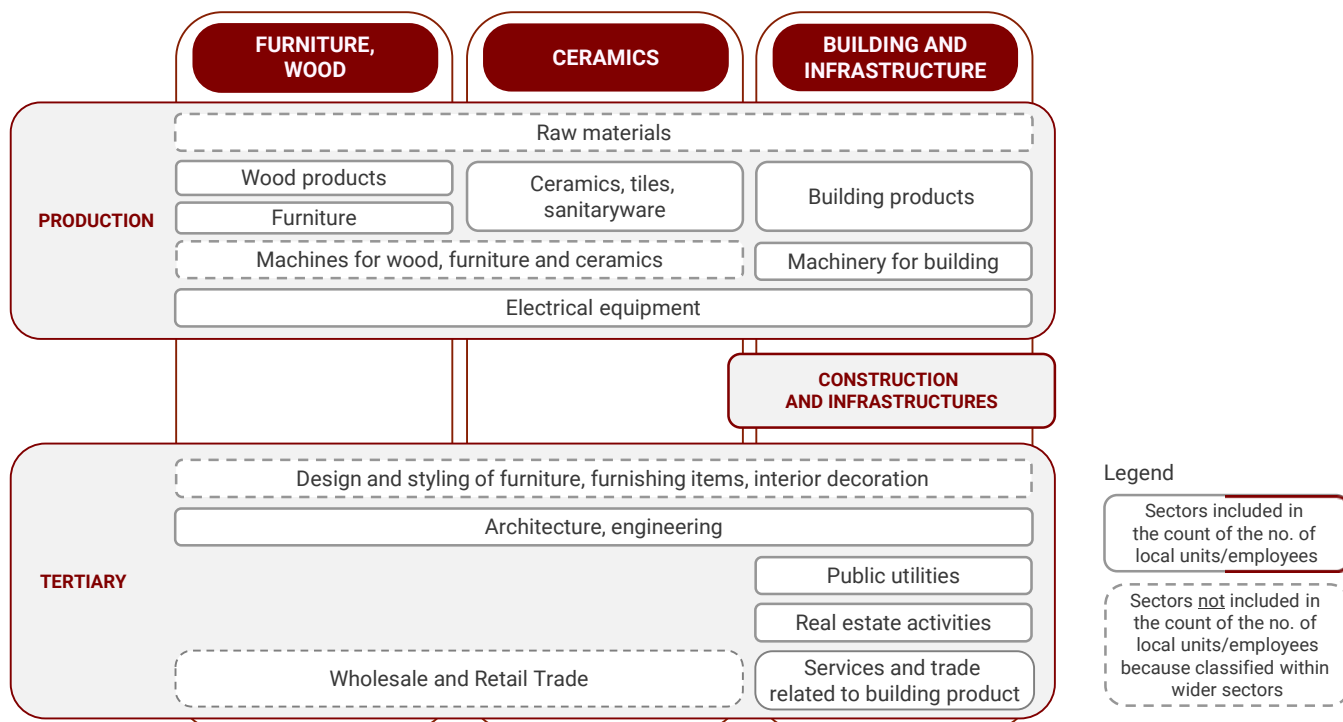 FURNITURE,
WOOD
CERAMICS
BUILDING AND
INFRASTRUCTURE
PRODUCTION
Raw materials
Wood products
Furniture
Ceramics, tiles,
sanitaryware
Building products
Machines for wood, furniture and ceramics
Machinery for building
Electrical equipment
CONSTRUCTION
AND INFRASTRUCTURES
TERTIARY
Design and styling of furniture, furnishing items, interior decoration
Architecture, engineering
Public utilities
Real estate activities
Wholesale and Retail Trade
Services and trade
related to building product
Legend
Sectors included in
the count of the no. of
local units/employees
Sectors not included in
the count of the no. of
local units/employees
because classified within
wider sectors